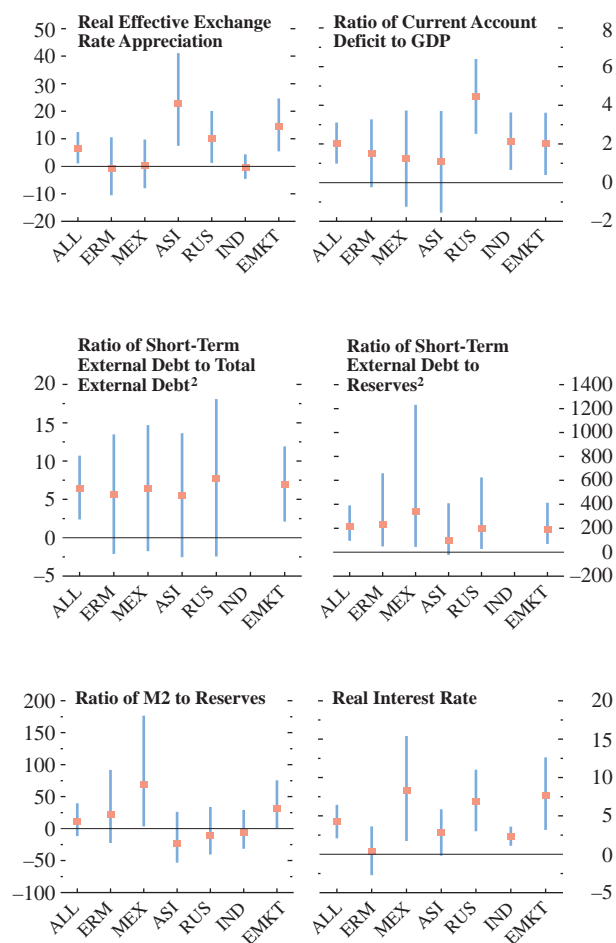 Real Effective Exchange
Rate Appreciation
50
40
30
20
10
0
–10
–20
ALL
ERM
MEX
ASI
RUS
IND
EMKT
Ratio of Current Account
Deficit to GDP
8
6
4
2
0
–2
ALL
ERM
MEX
ASI
RUS
IND
EMKT
Ratio of Short-Term
External Debt to Total
External Debt²
20
15
10
5
0
–5
ALL
ERM
MEX
ASI
RUS
IND
EMKT
Ratio of Short-Term
External Debt to
Reserves²
1400
1200
1000
800
600
400
200
0
–200
ALL
ERM
MEX
ASI
RUS
IND
EMKT
Ratio of M2 to Reserves
200
150
100
50
0
–50
–100
ALL
ERM
MEX
ASI
RUS
IND
EMKT
Real Interest Rate
20
15
10
5
0
–5
ALL
ERM
MEX
ASI
RUS
IND
EMKT